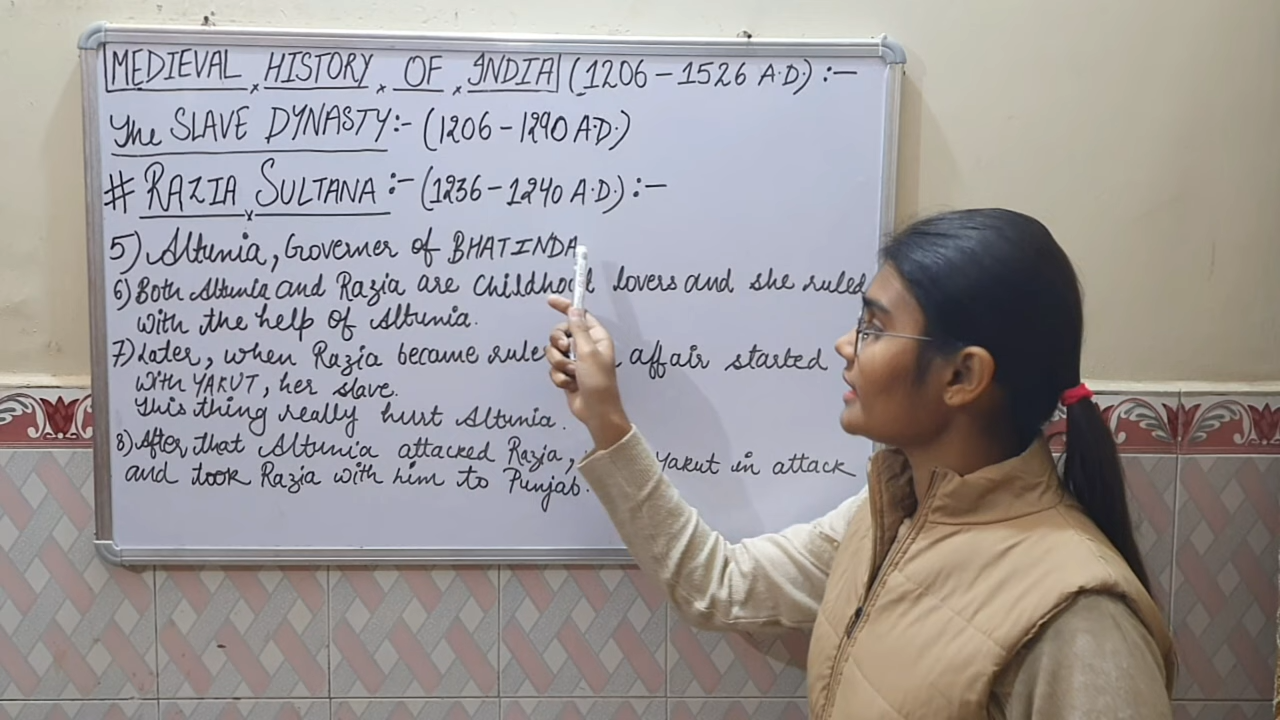 MEDIEVAL HISTORY OF INDIA (1206-1526 A.D.) :-
The SLAVE DYNASTY:- (1206-1290 A.D.)
# RAZIA SULTANA :- (1236-1240 A.D.) :-
5) Altunia, Governer of BHATINDA
6) Both Altunia and Razia are childhood lovers and she ruled
with the help of Altunia.
7) Later, when Razia became affair started
with YAKUT, her slave.
This thing really hurt Altunia.
8) After that Altunia attacked Razia, Yakut in attack
and took Razia with him to Punjab.